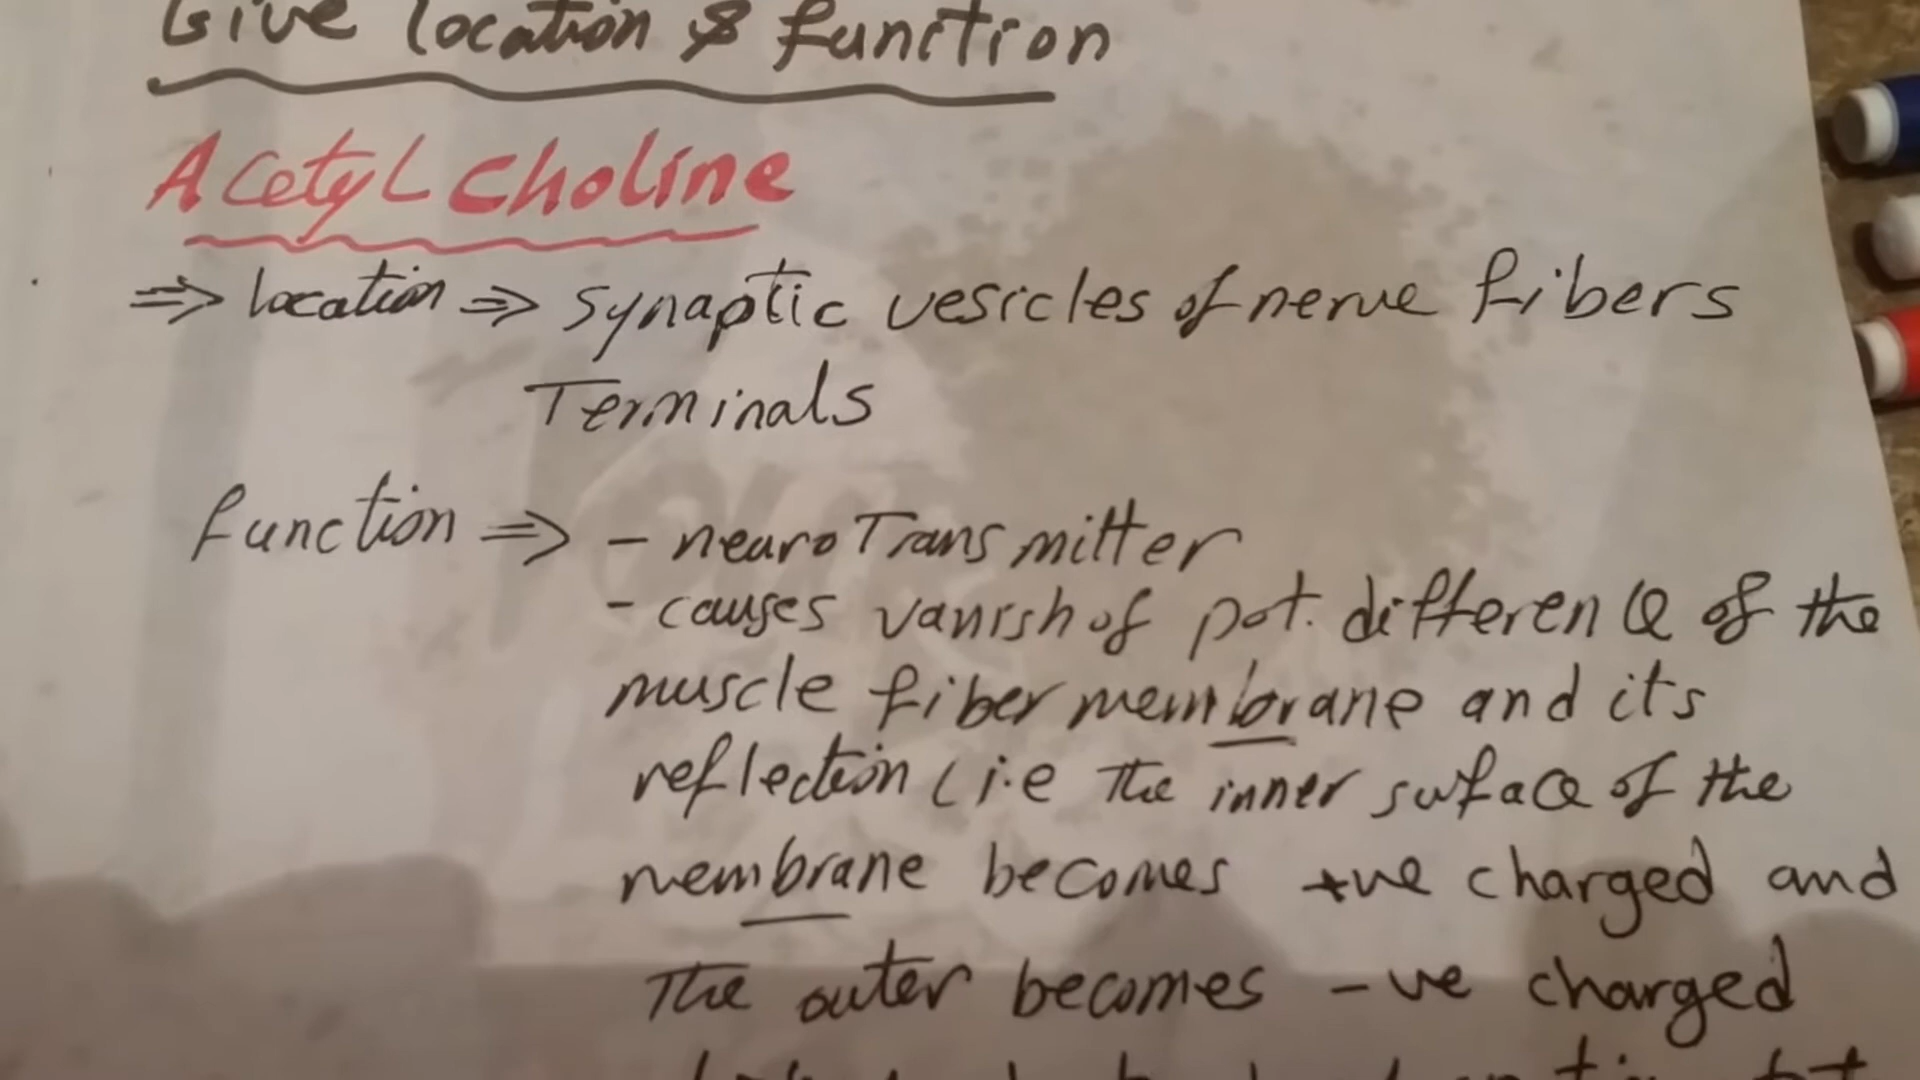 Give location & function
Acetyl choline
⇒ location ⇒ synaptic vesicles of nerve fibers
Terminals
function ⇒ - neuro Transmitter
- causes vanish of pot. difference of the
muscle fiber membrane and its
reflection (i.e the inner surface of the
membrane becomes +ve charged and
The outer becomes -ve charged